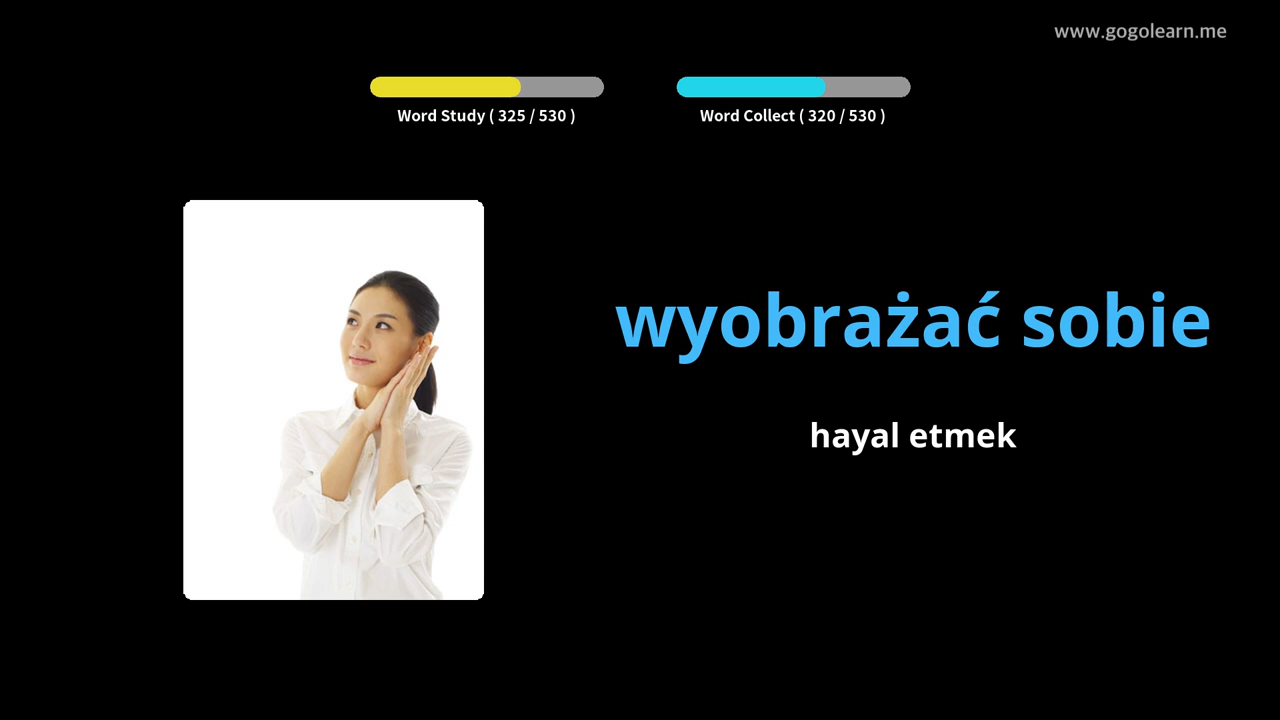 www.gogolearn.me
Word Study ( 325 / 530 )
Word Collect ( 320 / 530 )
wyobrażać sobie
hayal etmek